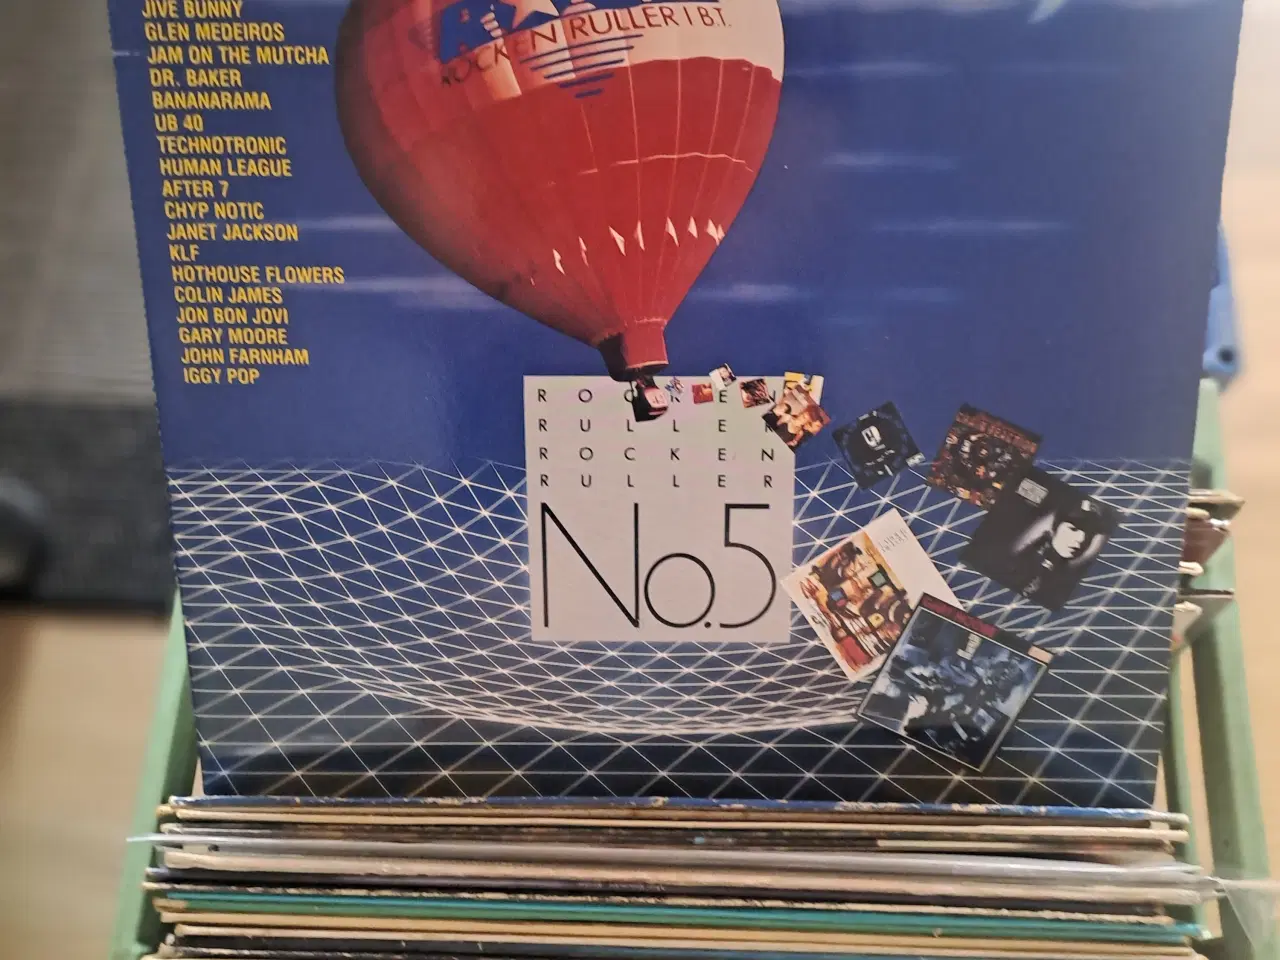 JIVE BUNNY
GLEN MEDEIROS
JAM ON THE MUTCHA
DR. BAKER
BANANARAMA
UB 40
TECHNOTRONIC
HUMAN LEAGUE
AFTER 7
CHYP NOTIC
JANET JACKSON
KLF
HOTHOUSE FLOWERS
COLIN JAMES
JON BON JOVI
GARY MOORE
JOHN FARNHAM
IGGY POP
ROCKEN RULLER I B.T.
ROCKEN
RULLER
ROCKEN
RULLER
No.5